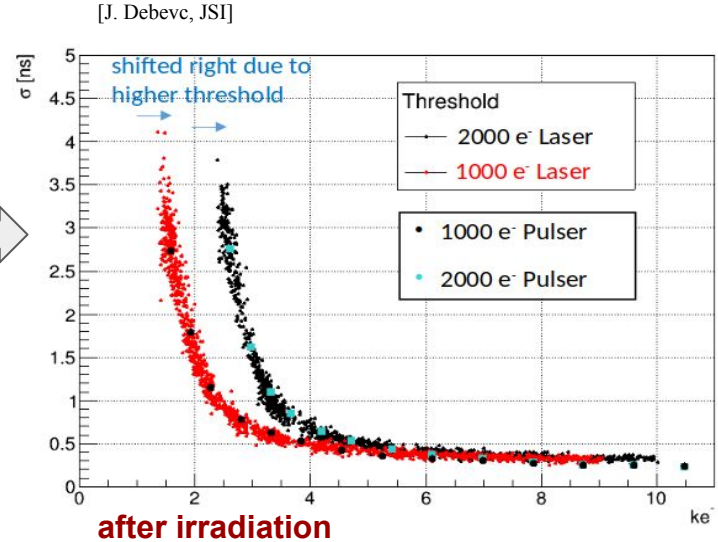 [J. Debevc, JSI]
σ [ns]
shifted right due to
higher threshold
Threshold
2000 e⁻ Laser
1000 e⁻ Laser
1000 e⁻ Pulser
2000 e⁻ Pulser
5
4.5
4
3.5
3
2.5
2
1.5
1
0.5
0
0 2 4 6 8 10
ke⁻
after irradiation